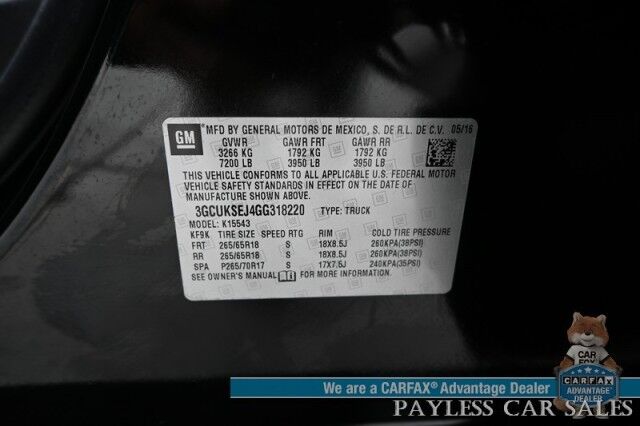 GM
MFD BY GENERAL MOTORS DE MEXICO, S. DE R.L. DE C.V. 05/16
GVWR GAWR FRT GAWR RR
3266 KG 1792 KG 1792 KG
7200 LB 3950 LB 3950 LB
THIS VEHICLE CONFORMS TO ALL APPLICABLE U.S. FEDERAL MOTOR
VEHICLE SAFETY STANDARDS IN EFFECT ON THE DATE OF
MANUFACTURE SHOWN ABOVE.
3GCUKSEJ4GG318220 TYPE: TRUCK
MODEL: K15543
KF9K TIRE SIZE SPEED RTG RIM COLD TIRE PRESSURE
FRT 265/65R18 S 18X8.5J 260KPA(38PSI)
RR 265/65R18 S 18X8.5J 260KPA(38PSI)
SPA P265/70R17 S 17X7.5J 240KPA(35PSI)
SEE OWNER'S MANUAL FOR MORE INFORMATION.
CAR
FOX
CARFAX
ADVANTAGE
DEALER
We are a CARFAX® Advantage Dealer
PAYLESS CAR SALES